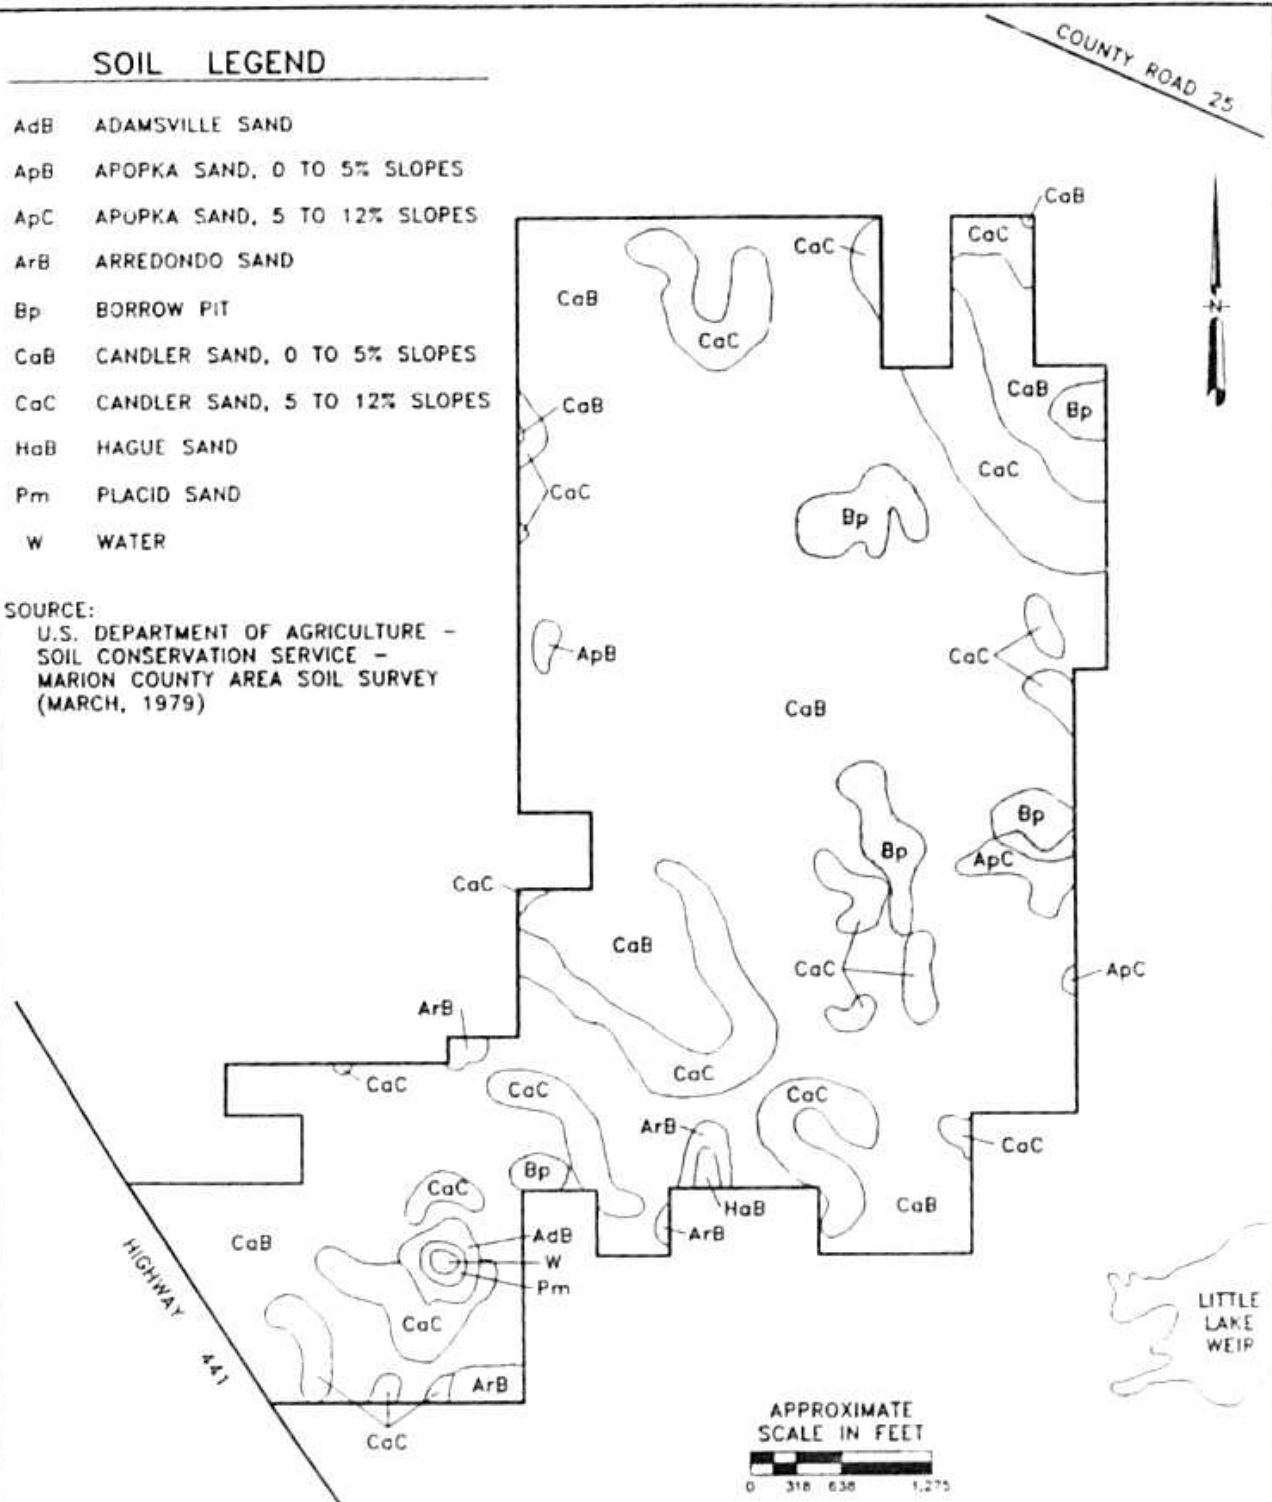 SOIL LEGEND
AdB ADAMSVILLE SAND
ApB APOPKA SAND, 0 TO 5% SLOPES
ApC APOPKA SAND, 5 TO 12% SLOPES
ArB ARREDONDO SAND
Bp BORROW PIT
CaB CANDLER SAND, 0 TO 5% SLOPES
CaC CANDLER SAND, 5 TO 12% SLOPES
HaB HAGUE SAND
Pm PLACID SAND
W WATER
SOURCE:
U.S. DEPARTMENT OF AGRICULTURE -
SOIL CONSERVATION SERVICE -
MARION COUNTY AREA SOIL SURVEY
(MARCH, 1979)
COUNTY ROAD 25
N
CaB
CaC
CaC
CaB
CaC
CaB
Bp
CaB
CaC
CaC
Bp
ApB
CaC
CaB
Bp
Bp
ApC
CaC
CaB
CaC
ApC
ArB
CaC
CaC
CaC
CaC
ArB
CaC
Bp
CaC
HaB
CaB
ArB
AdB
CaB
W
Pm
CaC
ArB
CaC
HIGHWAY 441
LITTLE
LAKE
WEIR
APPROXIMATE
SCALE IN FEET
0 318 638 1,275